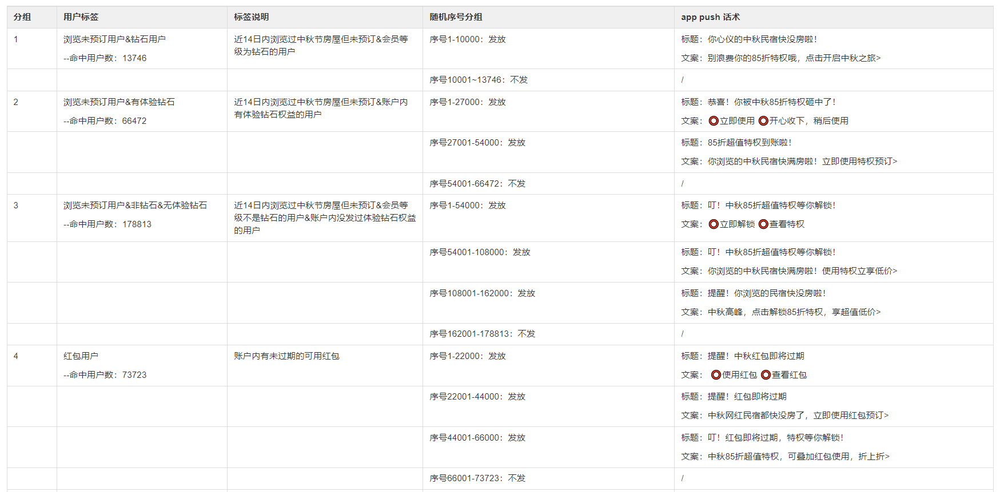 分组 用户标签 标签说明 随机序号分组 app push 话术
1 浏览未预订用户&钻石用户 近14日内浏览过中秋节房屋但未预订&会员等 序号1-10000：发放 标题：你心仪的中秋民宿快没房啦！
级为钻石的用户
--命中用户数：13746 文案：别浪费你的85折特权哦，点击开启中秋之旅>
序号10001~13746：不发 /
2 浏览未预订用户&有体验钻石 近14日内浏览过中秋节房屋但未预订&账户内 序号1-27000：发放 标题：恭喜！你被中秋85折特权砸中了！
有体验钻石权益的用户
--命中用户数：66472 文案：⭕立即使用 ⭕开心收下，稍后使用
序号27001-54000：发放 标题：85折超值特权到账啦！
文案：你浏览的中秋民宿快满房啦！立即使用特权预订>
序号54001-66472：不发 /
3 浏览未预订用户&非钻石&无体验钻石 近14日内浏览过中秋节房屋但未预订&会员等 序号1-54000：发放 标题：叮！中秋85折超值特权等你解锁！
级不是钻石的用户&账户内没发过体验钻石权益
--命中用户数：178813 文案：⭕立即解锁 ⭕查看特权
的用户
序号54001-108000：发放 标题：叮！中秋85折超值特权等你解锁！
文案：你浏览的中秋民宿快满房啦！使用特权立享低价>
序号108001-162000：发放 标题：提醒！你浏览的民宿快没房啦！
文案：中秋高峰，点击解锁85折特权，享超值低价>
序号162001-178813：不发 /
4 红包用户 账户内有未过期的可用红包 序号1-22000：发放 标题：提醒！中秋红包即将过期
--命中用户数：73723 文案： ⭕使用红包 ⭕查看红包
序号22001-44000：发放 标题：提醒！红包即将过期
文案：中秋网红民宿都快没房了，立即使用红包预订>
序号44001-66000：发放 标题：叮！红包即将过期，特权等你解锁！
文案：中秋85折超值特权，可叠加红包使用，折上折>
序号66001-73723：不发 /